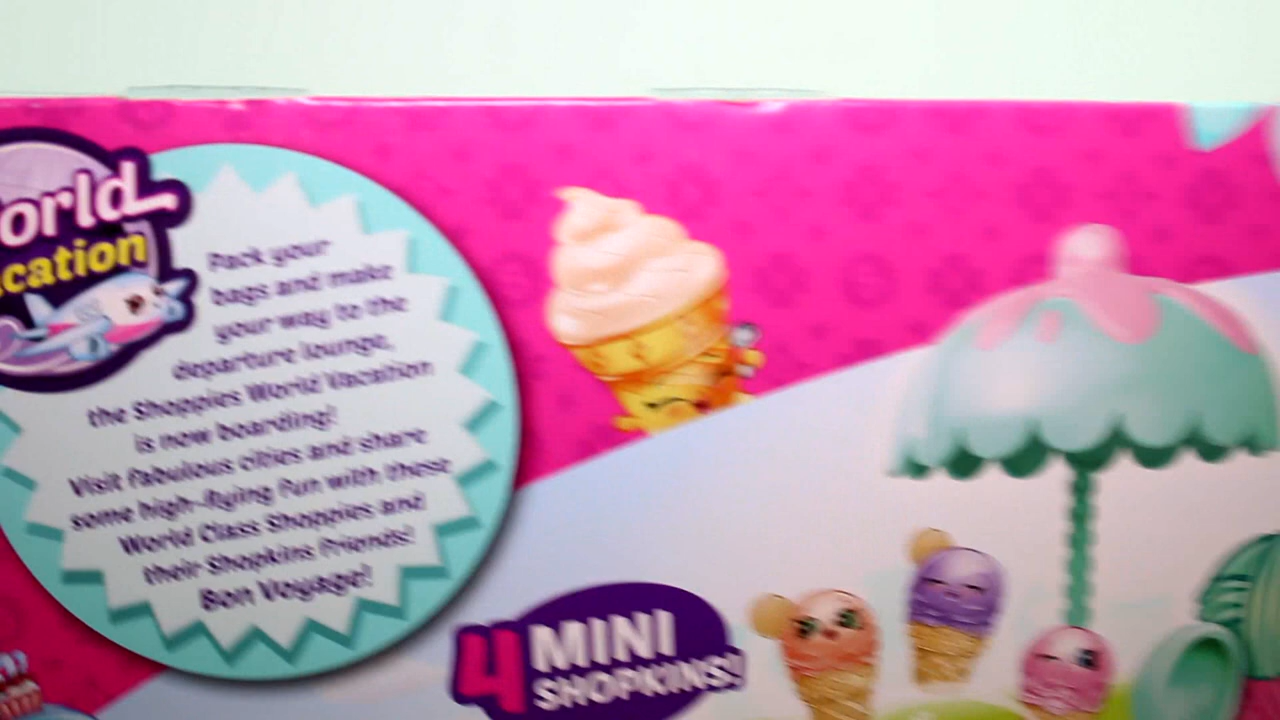 orld
cation
Pack your
bags and make
your way to the
departure lounge,
the Shoppies World Vacation
is now boarding!
Visit fabulous cities and share
some high-flying fun with these
World Class Shoppies and
their Shopkins friends!
Bon Voyage!
4 MINI
SHOPKINS!